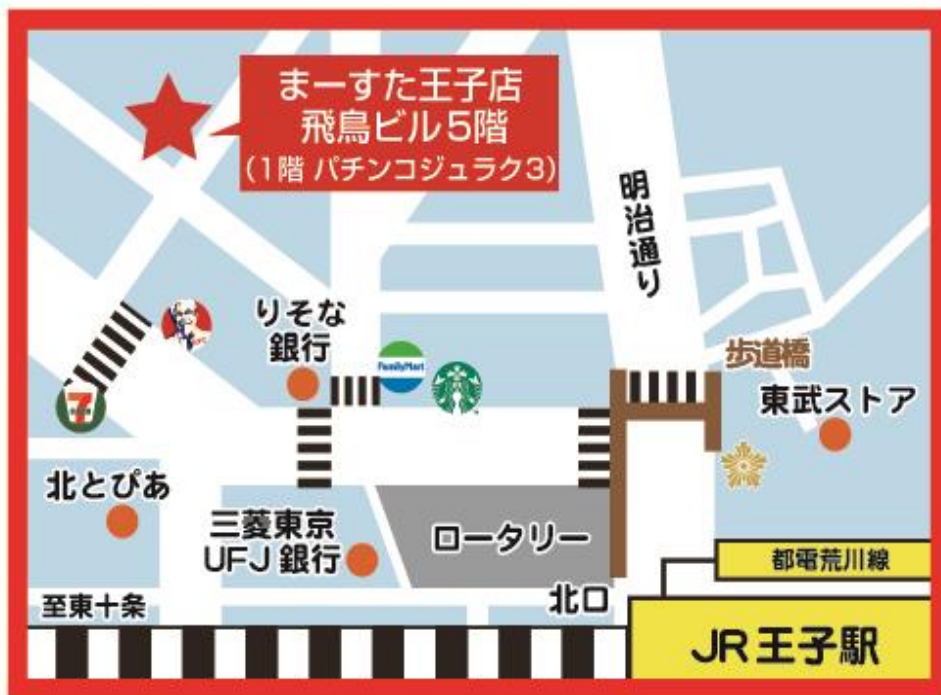 まーすた王子店
飛鳥ビル5階
(1階 パチンコジュラク3)
明治通り
りそな
銀行
FamilyMart
歩道橋
東武ストア
7
北とぴあ
三菱東京
UFJ 銀行
ロータリー
都電荒川線
北口
至東十条
JR王子駅